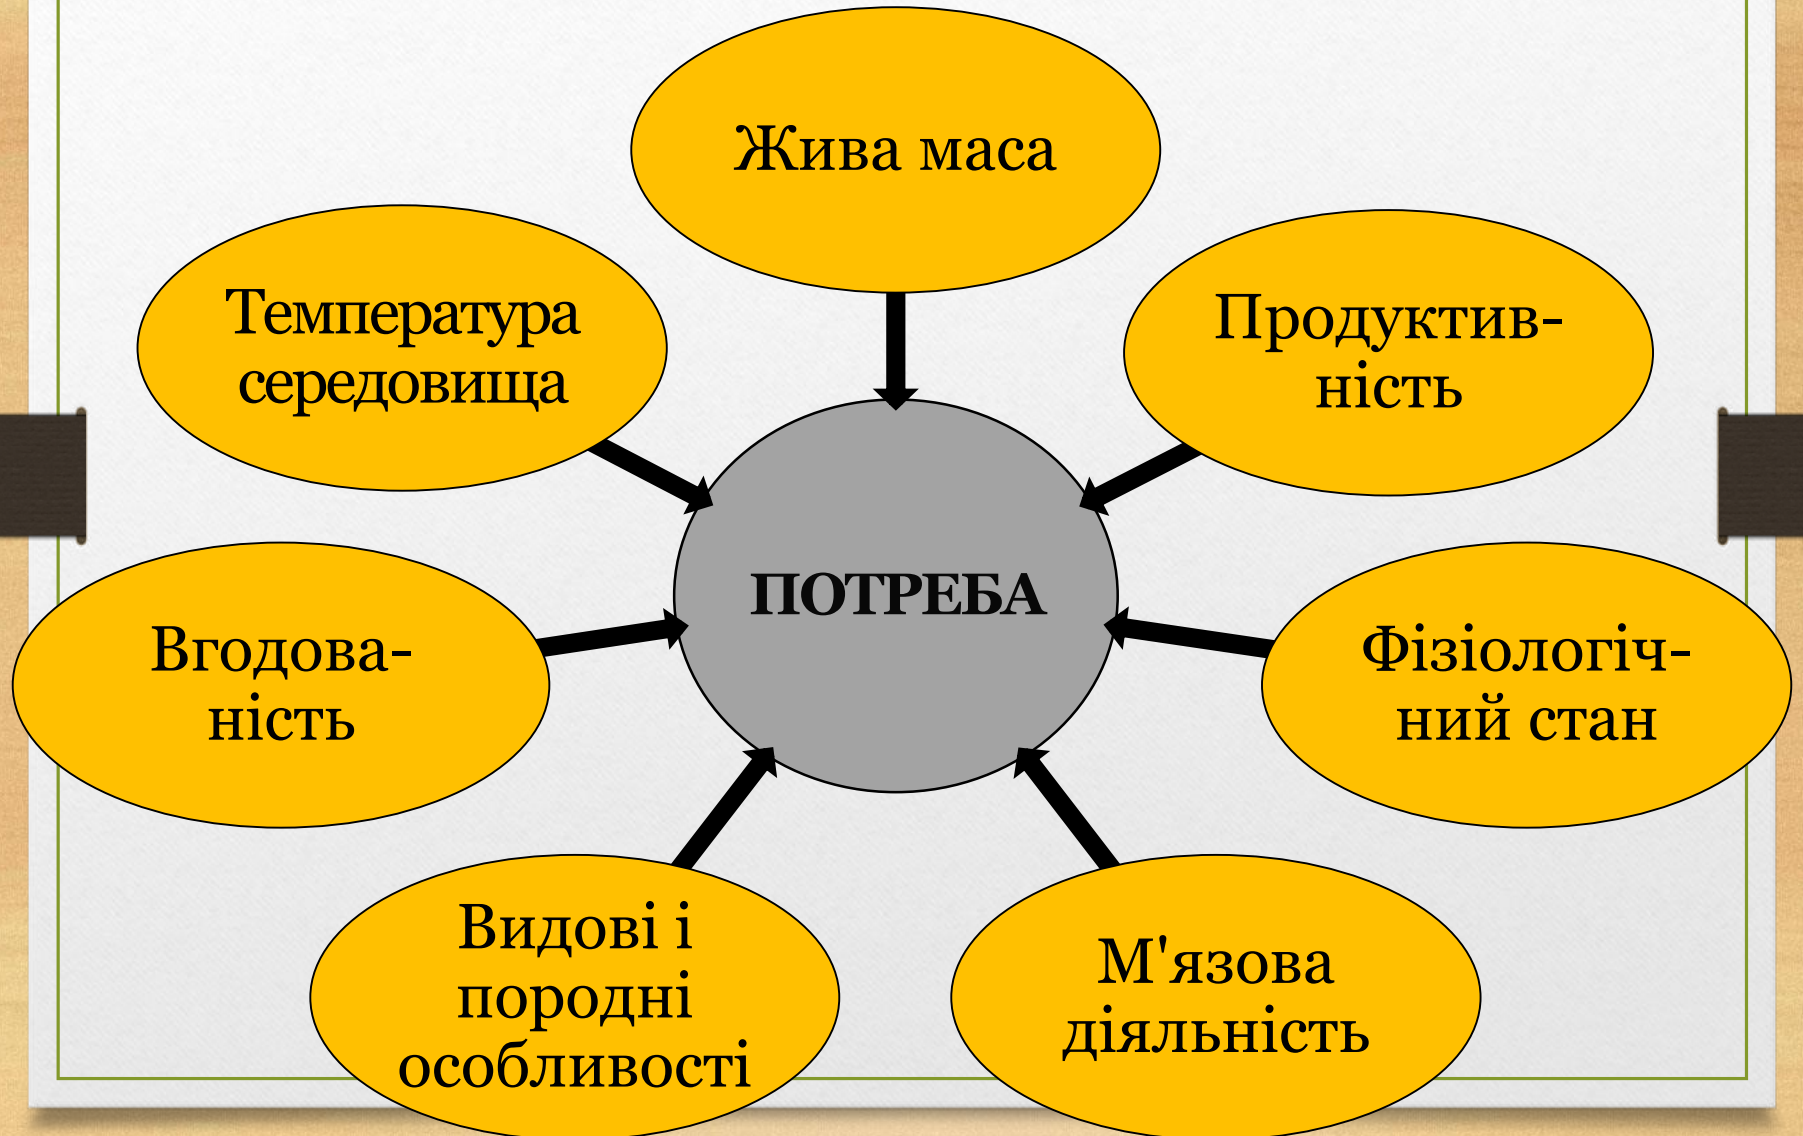 Жива маса
Температура
середовища
Продуктив-
ність
ПОТРЕБА
Вгодова-
ність
Фізіологіч-
ний стан
Видові і
породні
особливості
М'язова
діяльність